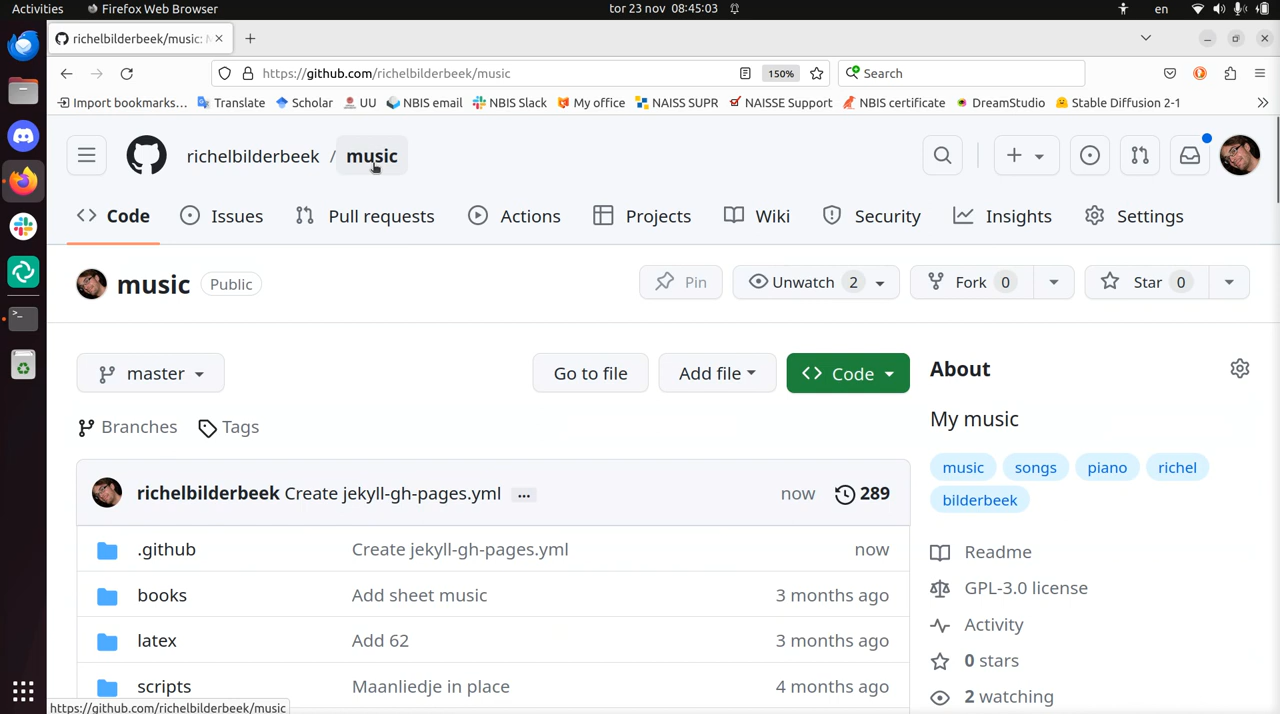 Activities Firefox Web Browser tor 23 nov 08:45:03 en
richelbilderbeek/music:
https://github.com/richelbilderbeek/music 150% Search
Import bookmarks... Translate Scholar UU NBIS email NBIS Slack My office NAISS SUPR NAISSE Support NBIS certificate DreamStudio Stable Diffusion 2-1
richelbilderbeek / music
Code Issues Pull requests Actions Projects Wiki Security Insights Settings
music Public Pin Unwatch 2 Fork 0 Star 0
master Go to file Add file Code About
My music
Branches Tags
music songs piano richel
bilderbeek
richelbilderbeek Create jekyll-gh-pages.yml ... now 289
.github Create jekyll-gh-pages.yml now
Readme
books Add sheet music 3 months ago
GPL-3.0 license
latex Add 62 3 months ago
Activity
0 stars
scripts Maanliedje in place 4 months ago
2 watching
https://github.com/richelbilderbeek/music